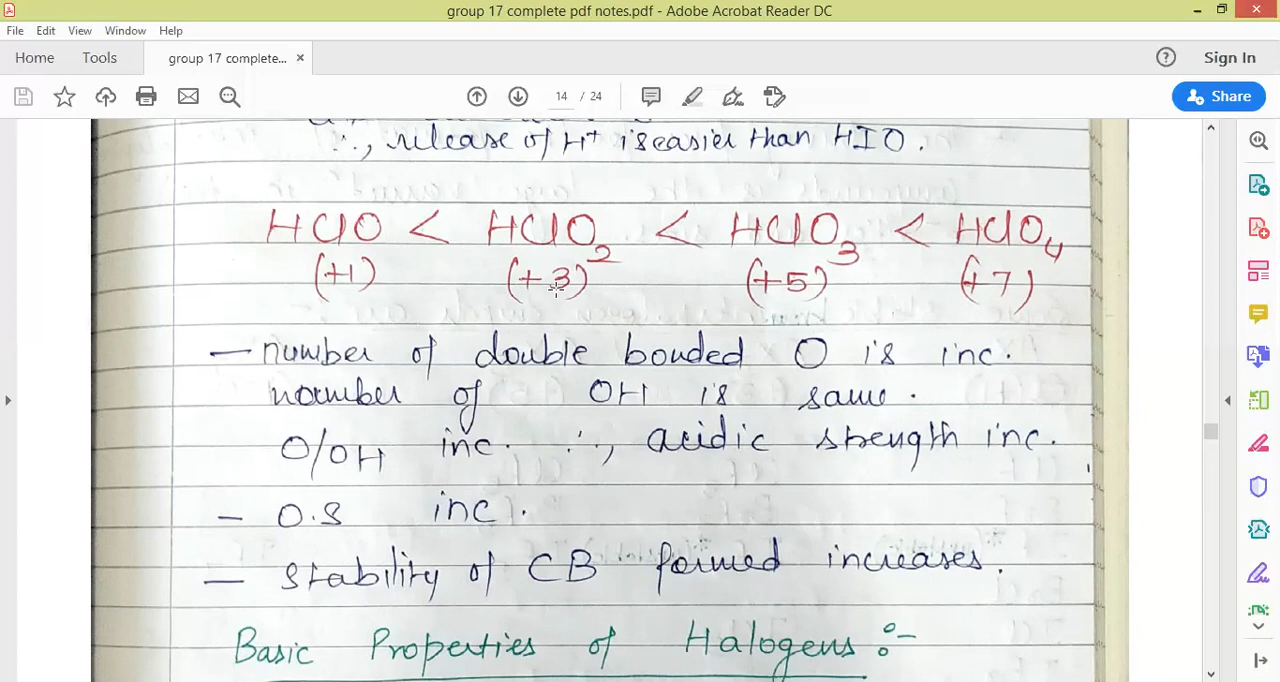 group 17 complete pdf notes.pdf - Adobe Acrobat Reader DC
File Edit View Window Help
Home Tools group 17 complete... ×
Sign In
14 / 24
Share
∴, release of H+ is easier than HIO.
HClO < HClO2 < HClO3 < HClO4
(+1) (+3) (+5) (+7)
— number of double bonded O is inc.
number of OH is same.
O/OH inc. ∴, acidic strength inc.
— O.S inc.
— stability of CB formed increases.
Basic Properties of Halogens :-